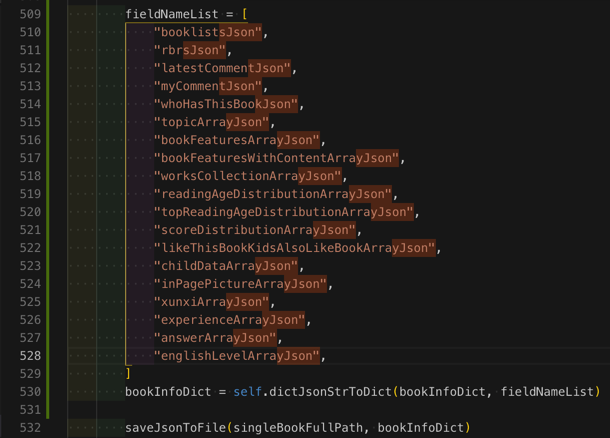 509 fieldNameList = [
510 "booklistsJson",
511 "rbrsJson",
512 "latestCommentJson",
513 "myCommentJson",
514 "whoHasThisBookJson",
515 "topicArrayJson",
516 "bookFeaturesArrayJson",
517 "bookFeaturesWithContentArrayJson",
518 "worksCollectionArrayJson",
519 "readingAgeDistributionArrayJson",
520 "topReadingAgeDistributionArrayJson",
521 "scoreDistributionArrayJson",
522 "likeThisBookKidsAlsoLikeBookArrayJson",
523 "childDataArrayJson",
524 "inPagePictureArrayJson",
525 "xunxiArrayJson",
526 "experienceArrayJson",
527 "answerArrayJson",
528 "englishLevelArrayJson",
529 ]
530 bookInfoDict = self.dictJsonStrToDict(bookInfoDict, fieldNameList)
531
532 saveJsonToFile(singleBookFullPath, bookInfoDict)